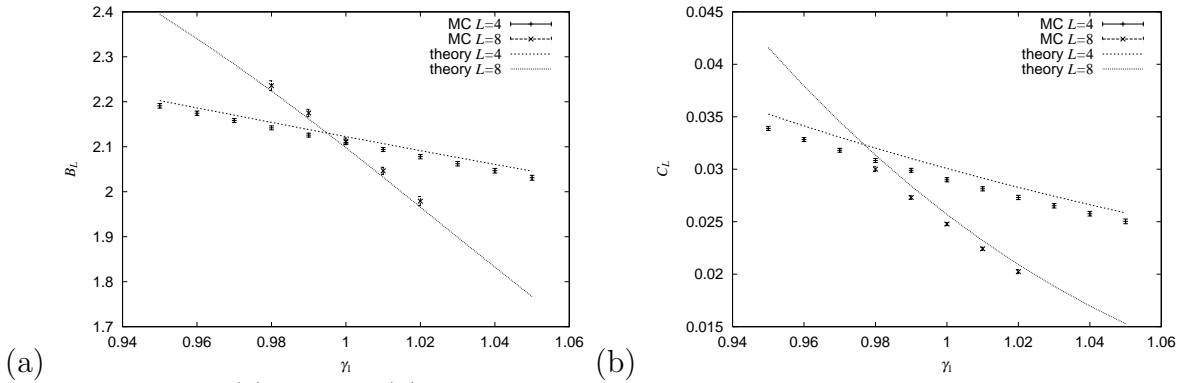 MC L=4
MC L=8
theory L=4
theory L=8
2.4
2.3
2.2
2.1
2
1.9
1.8
1.7
B_L
0.94 0.96 0.98 1 1.02 1.04 1.06
γ₁
(a)
MC L=4
MC L=8
theory L=4
theory L=8
0.045
0.04
0.035
0.03
0.025
0.02
0.015
C_L
0.94 0.96 0.98 1 1.02 1.04 1.06
γ₁
(b)